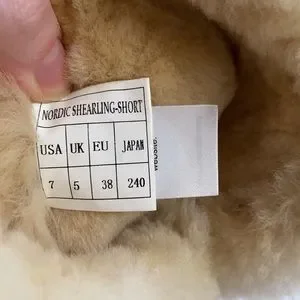 NORDIC SHEARLING-SHORT
USA UK EU JAPAN
7 5 38 240